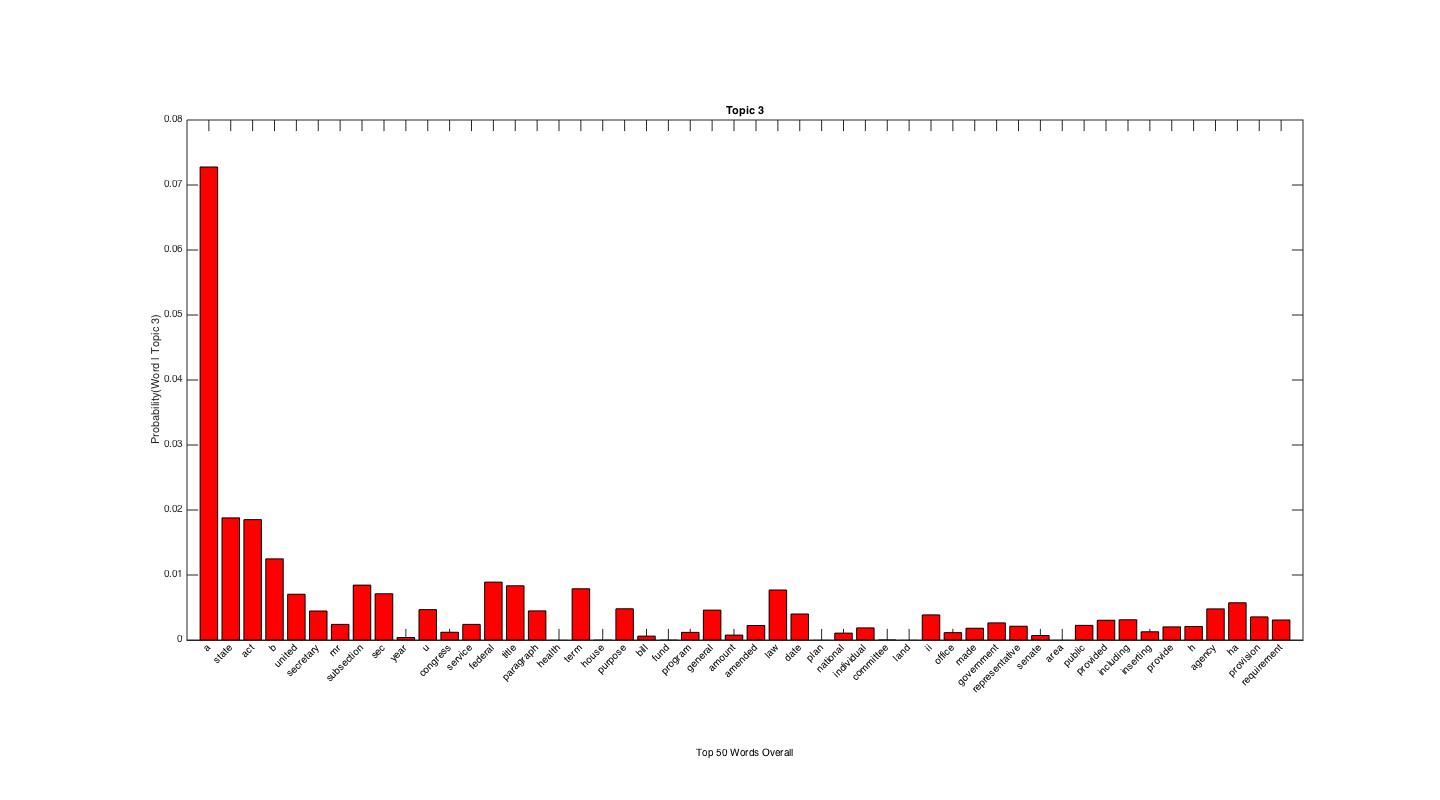 Topic 3
0.08
0.07
0.06
0.05
0.04
0.03
0.02
0.01
0
Probability(Word | Topic 3)
a
state
act
b
united
secretary
mr
subsection
sec
year
u
congress
service
federal
title
paragraph
health
term
house
purpose
bill
fund
program
general
amount
amended
law
date
plan
national
individual
committee
land
ii
office
made
government
representative
senate
area
public
provided
including
inserting
provide
h
agency
ha
provision
requirement
Top 50 Words Overall